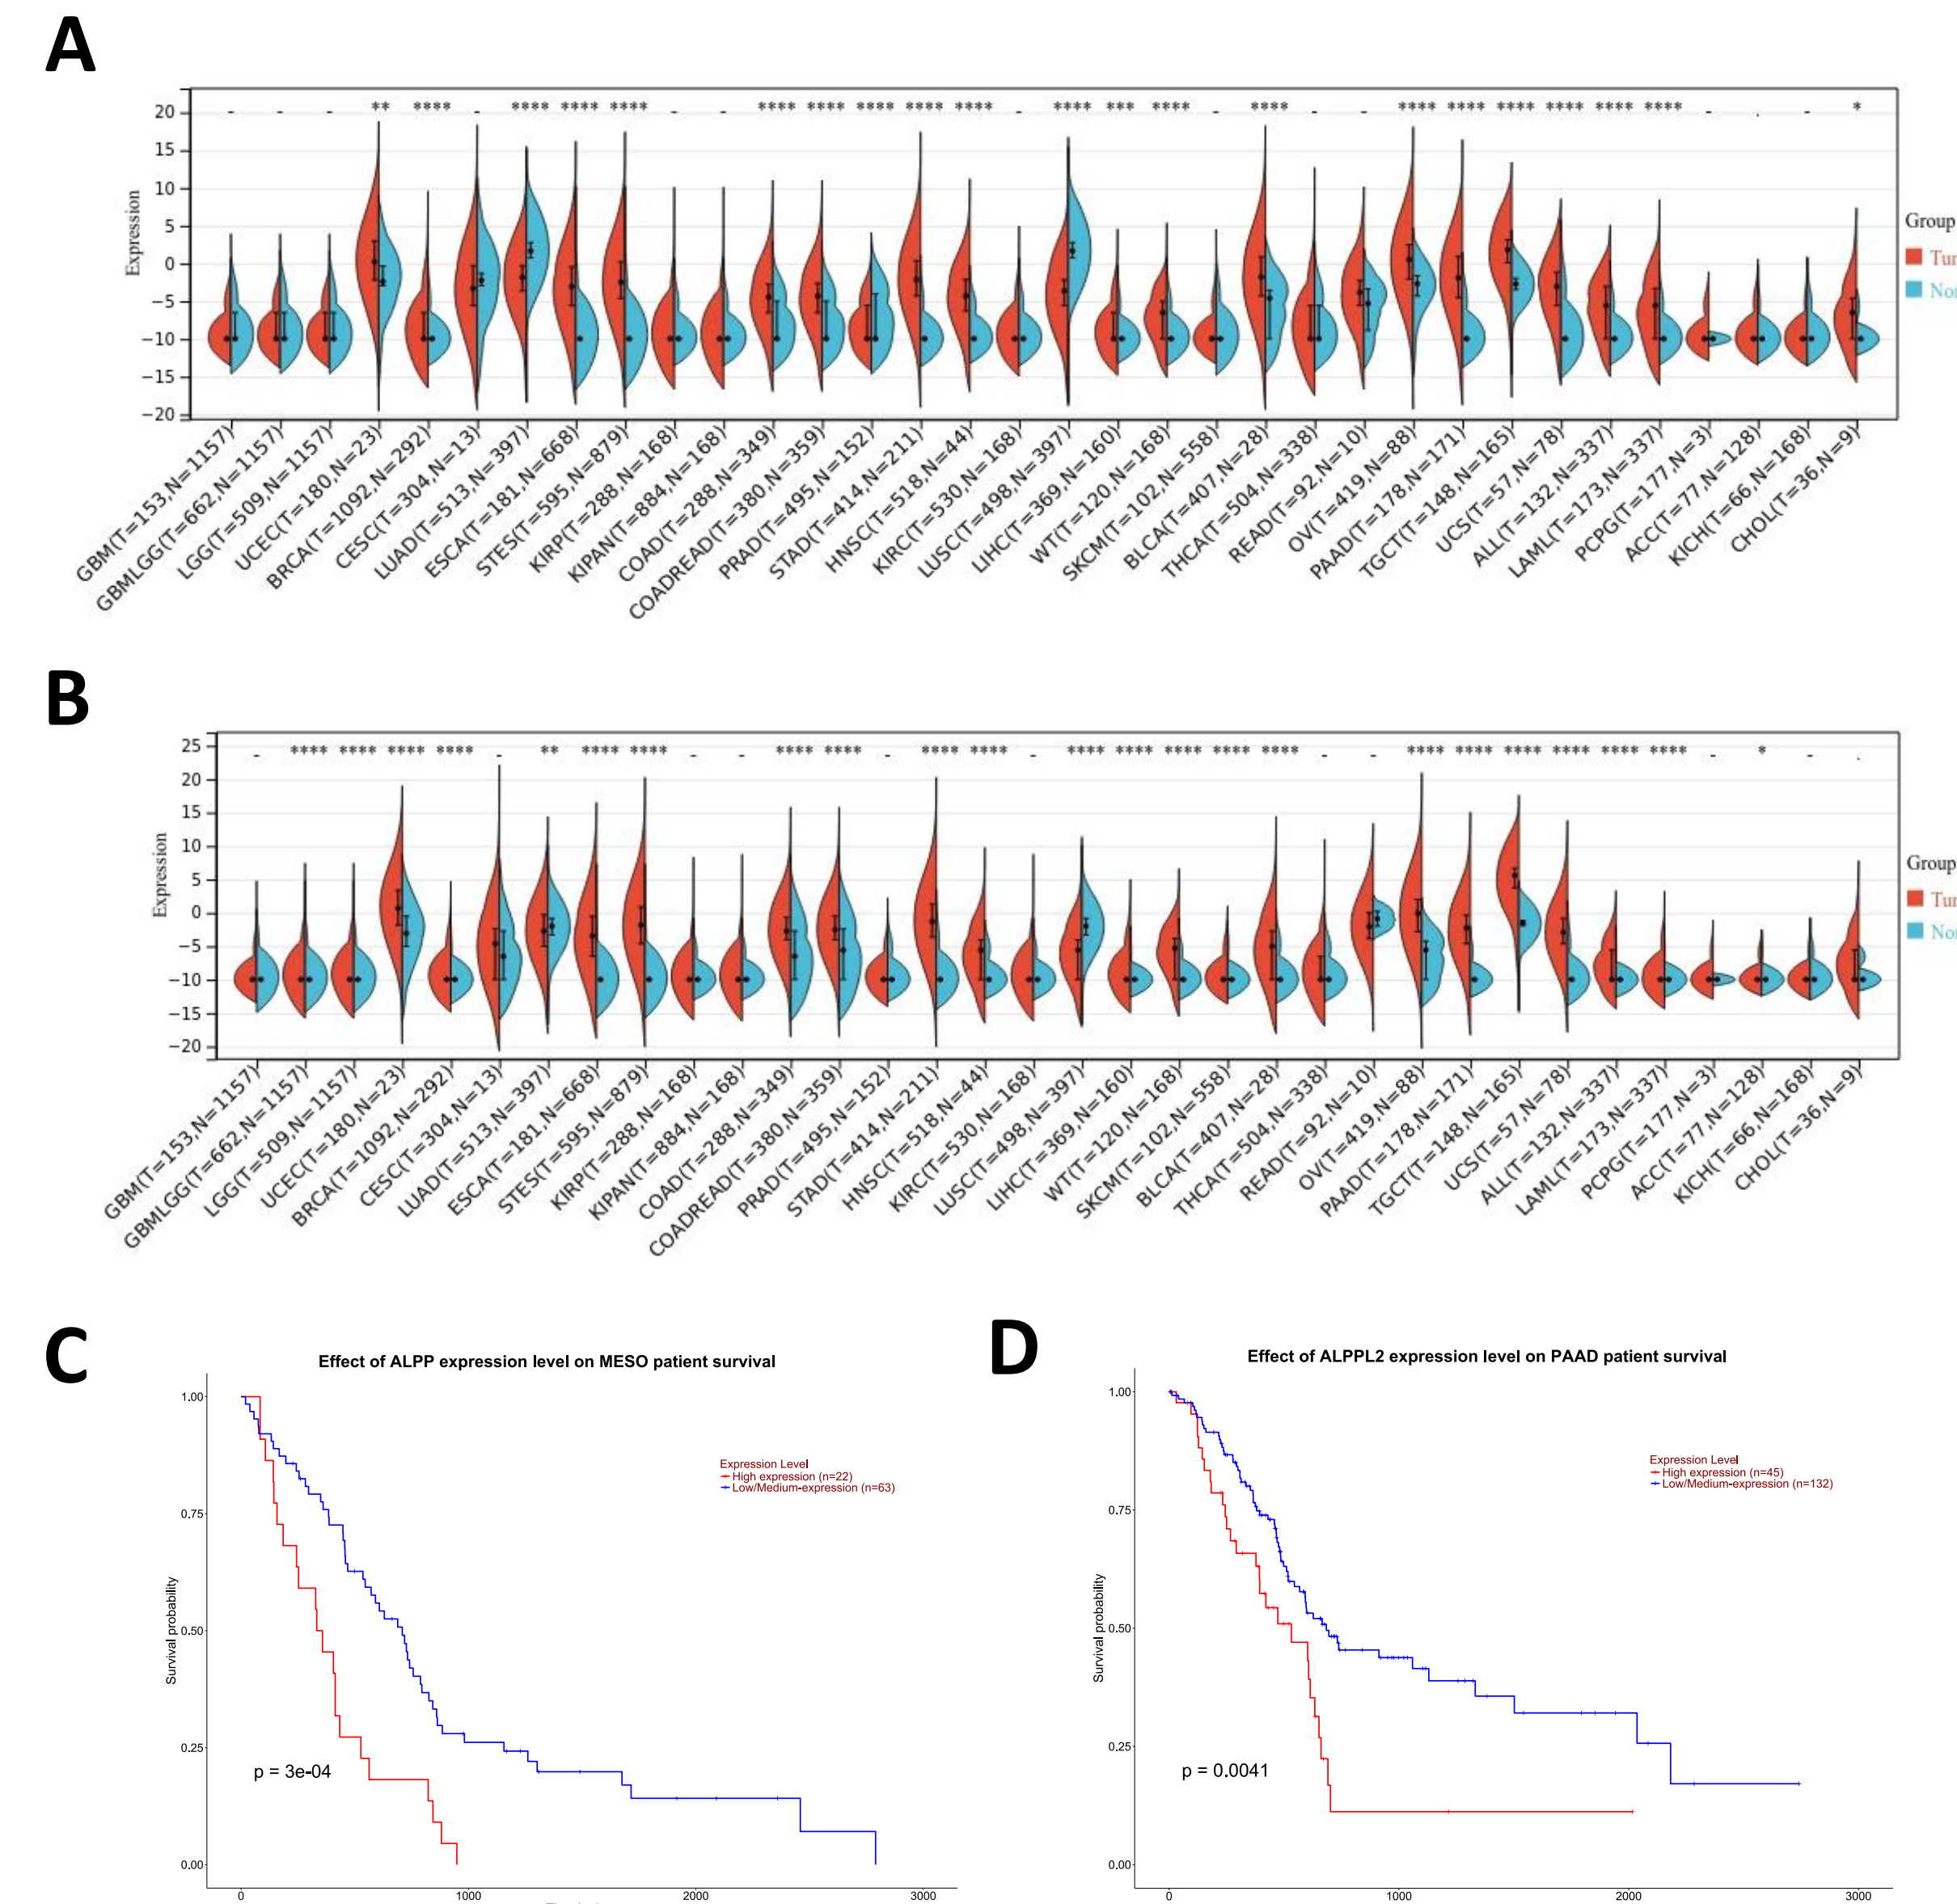 A
** **** - **** **** **** - - **** **** **** **** **** - **** *** **** - **** - - **** **** **** **** **** **** - - *
20
15
10
5
0
−5
−10
−15
−20
Expression
Group
Tur
Nor
GBM(T=153,N=1157)
GBMLGG(T=662,N=1157)
LGG(T=509,N=1157)
UCEC(T=180,N=23)
BRCA(T=1092,N=292)
CESC(T=304,N=13)
LUAD(T=513,N=397)
ESCA(T=181,N=668)
STES(T=595,N=879)
KIRP(T=288,N=168)
KIPAN(T=884,N=168)
COAD(T=288,N=349)
COADREAD(T=380,N=359)
PRAD(T=495,N=152)
STAD(T=414,N=211)
HNSC(T=518,N=44)
KIRC(T=530,N=168)
LUSC(T=498,N=397)
LIHC(T=369,N=160)
WT(T=120,N=168)
SKCM(T=102,N=558)
BLCA(T=407,N=28)
THCA(T=504,N=338)
READ(T=92,N=10)
OV(T=419,N=88)
PAAD(T=178,N=171)
TGCT(T=148,N=165)
UCS(T=57,N=78)
ALL(T=132,N=337)
LAML(T=173,N=337)
PCPG(T=177,N=3)
ACC(T=77,N=128)
KICH(T=66,N=168)
CHOL(T=36,N=9)
B
- **** **** **** **** - ** **** **** - - **** **** - **** **** - **** **** **** **** **** - - **** **** **** **** **** **** - * -
25
20
15
10
5
0
−5
−10
−15
−20
Expression
Group
Tur
Nor
GBM(T=153,N=1157)
GBMLGG(T=662,N=1157)
LGG(T=509,N=1157)
UCEC(T=180,N=23)
BRCA(T=1092,N=292)
CESC(T=304,N=13)
LUAD(T=513,N=397)
ESCA(T=181,N=668)
STES(T=595,N=879)
KIRP(T=288,N=168)
KIPAN(T=884,N=168)
COAD(T=288,N=349)
COADREAD(T=380,N=359)
PRAD(T=495,N=152)
STAD(T=414,N=211)
HNSC(T=518,N=44)
KIRC(T=530,N=168)
LUSC(T=498,N=397)
LIHC(T=369,N=160)
WT(T=120,N=168)
SKCM(T=102,N=558)
BLCA(T=407,N=28)
THCA(T=504,N=338)
READ(T=92,N=10)
OV(T=419,N=88)
PAAD(T=178,N=171)
TGCT(T=148,N=165)
UCS(T=57,N=78)
ALL(T=132,N=337)
LAML(T=173,N=337)
PCPG(T=177,N=3)
ACC(T=77,N=128)
KICH(T=66,N=168)
CHOL(T=36,N=9)
C
Effect of ALPP expression level on MESO patient survival
1.00
0.75
0.50
0.25
0.00
Survival probability
Expression Level
High expression (n=22)
Low/Medium-expression (n=63)
p = 3e-04
0 1000 2000 3000
D
Effect of ALPPL2 expression level on PAAD patient survival
1.00
0.75
0.50
0.25
0.00
Survival probability
Expression Level
High expression (n=45)
Low/Medium-expression (n=132)
p = 0.0041
0 1000 2000 3000